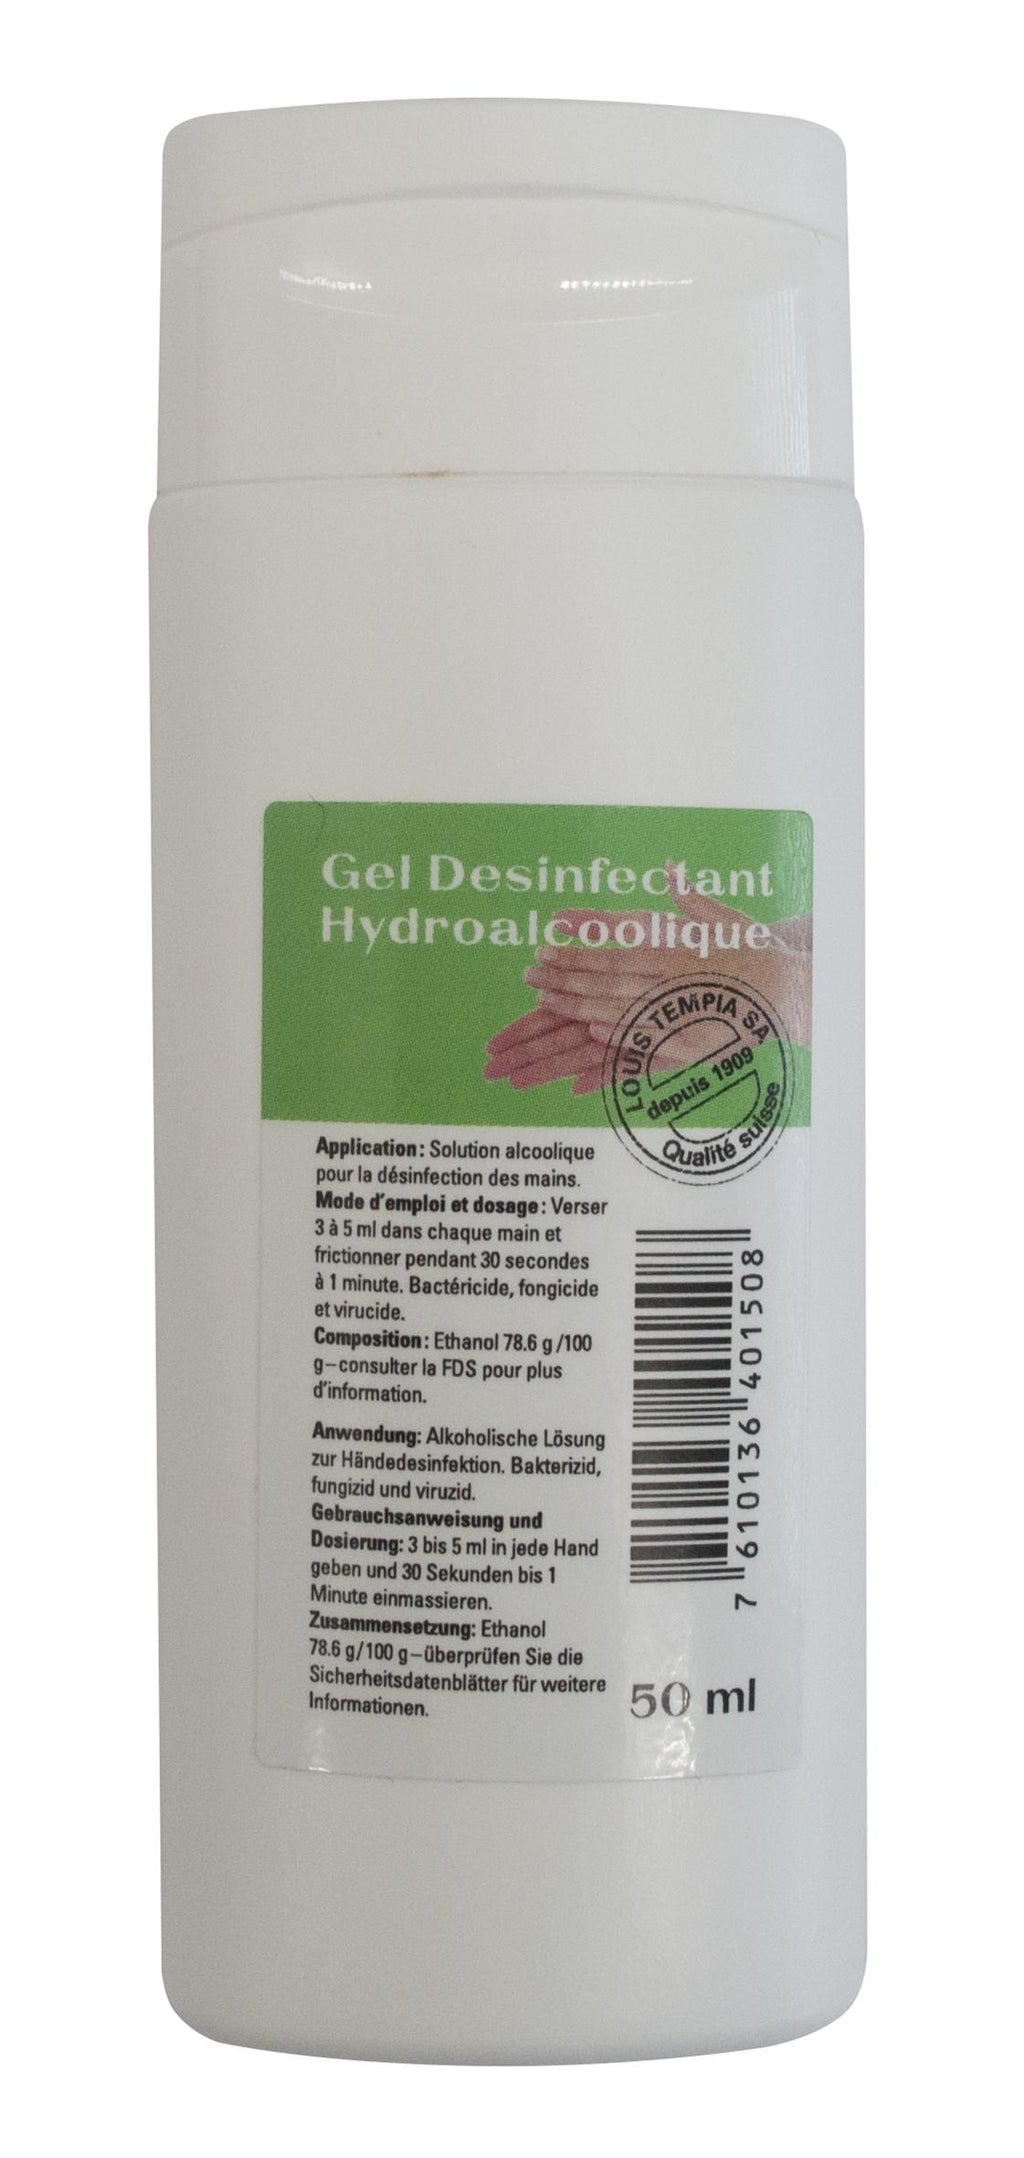 Gel Desinfectant
Hydroalcoolique
LOUIS TEMPIA SA
depuis 1909
Qualité suisse
Application: Solution alcoolique
pour la désinfection des mains.
Mode d'emploi et dosage: Verser
3 à 5 ml dans chaque main et
frictionner pendant 30 secondes
à 1 minute. Bactéricide, fongicide
et virucide.
Composition: Ethanol 78.6 g /100
g–consulter la FDS pour plus
d'information.
Anwendung: Alkoholische Lösung
zur Händedesinfektion. Bakterizid,
fungizid und viruzid.
Gebrauchsanweisung und
Dosierung: 3 bis 5 ml in jede Hand
geben und 30 Sekunden bis 1
Minute einmassieren.
Zusammensetzung: Ethanol
78.6 g/100 g–überprüfen Sie die
Sicherheitsdatenblätter für weitere
Informationen.
7 610136 401508
50 ml